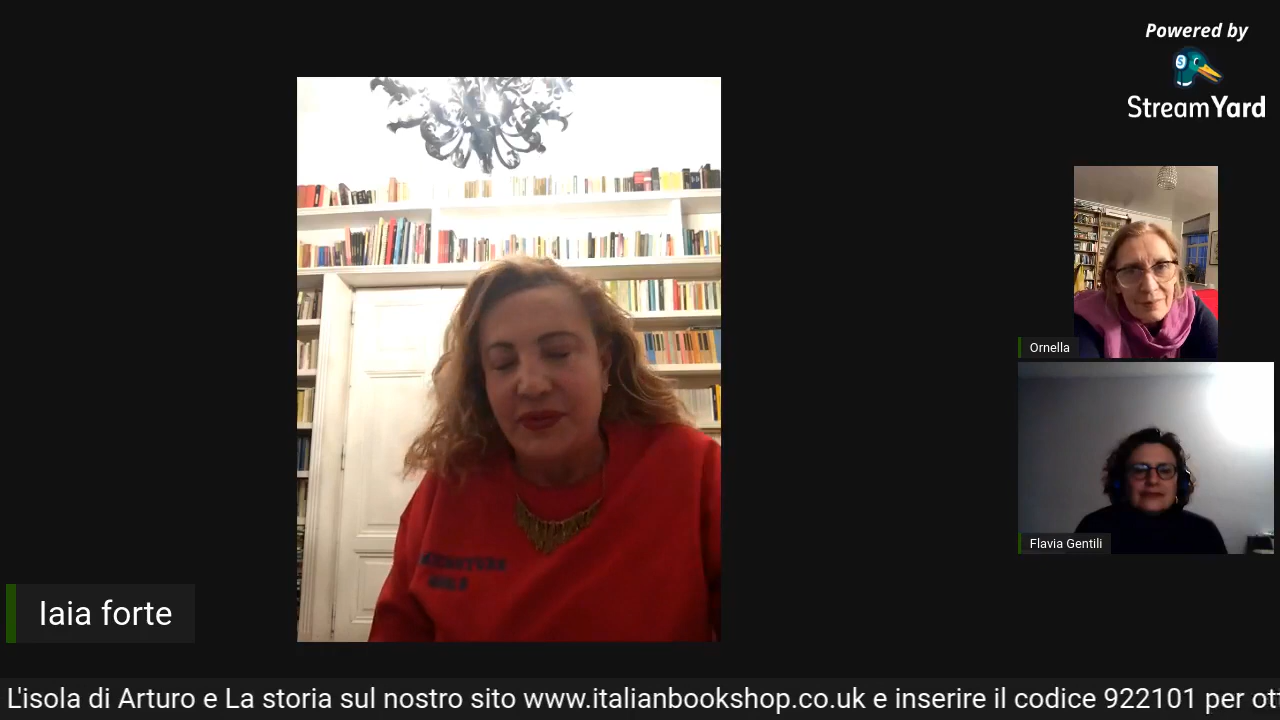 Powered by
StreamYard
Ornella
Flavia Gentili
Iaia forte
L'isola di Arturo e La storia sul nostro sito www.italianbookshop.co.uk e inserire il codice 922101 per ot